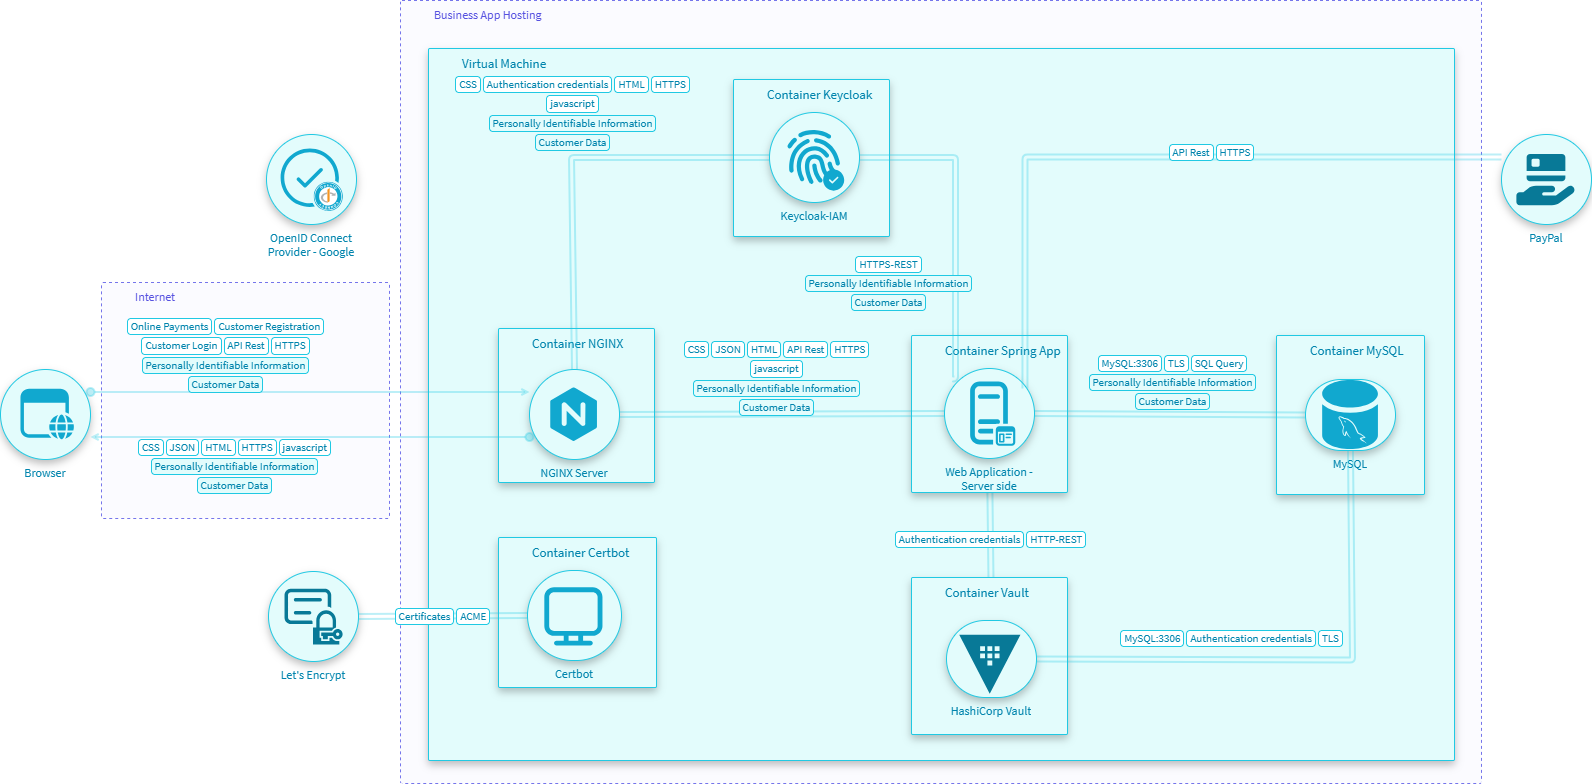 Business App Hosting
Virtual Machine
CSS Authentication credentials HTML HTTPS
javascript
Personally Identifiable Information
Customer Data
Container Keycloak
Keycloak-IAM
API Rest HTTPS
PayPal
OpenID Connect
Provider - Google
HTTPS-REST
Personally Identifiable Information
Customer Data
Internet
Online Payments Customer Registration
Customer Login API Rest HTTPS
Personally Identifiable Information
Customer Data
Browser
CSS JSON HTML HTTPS javascript
Personally Identifiable Information
Customer Data
Container NGINX
NGINX Server
CSS JSON HTML API Rest HTTPS
javascript
Personally Identifiable Information
Customer Data
Container Spring App
Web Application -
Server side
MySQL:3306 TLS SQL Query
Personally Identifiable Information
Customer Data
Container MySQL
MySQL
Authentication credentials HTTP-REST
Container Certbot
Certbot
Certificates ACME
Let's Encrypt
Container Vault
HashiCorp Vault
MySQL:3306 Authentication credentials TLS